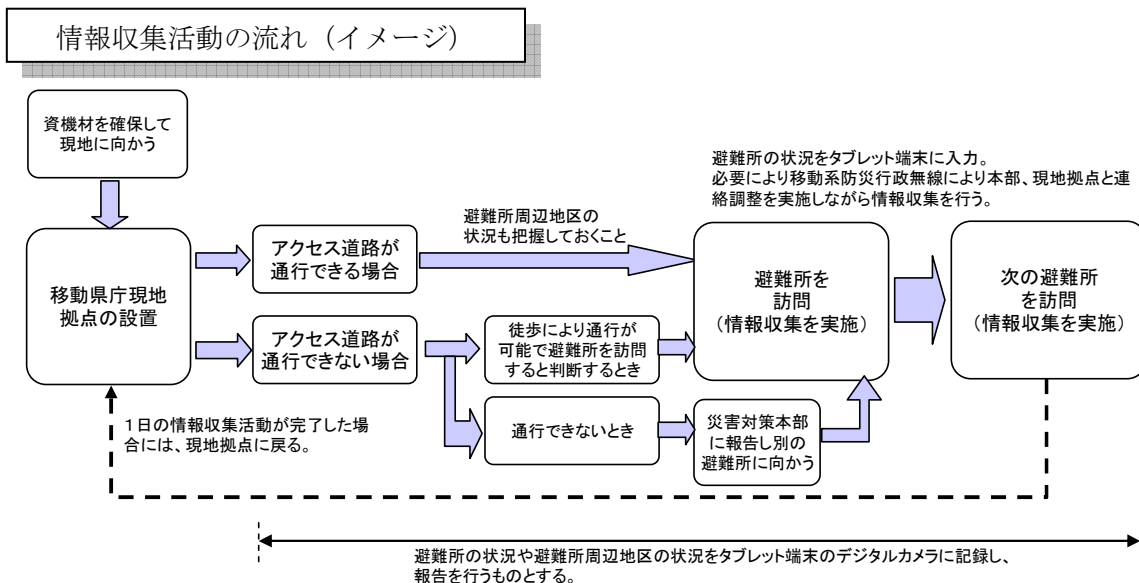 情報収集活動の流れ（イメージ）
資機材を確保して
現地に向かう
避難所の状況をタブレット端末に入力。
必要により移動系防災行政無線により本部、現地拠点と連
絡調整を実施しながら情報収集を行う。
避難所周辺地区の
状況も把握しておくこと
アクセス道路が
通行できる場合
移動県庁現地
拠点の設置
避難所を
訪問
（情報収集を実施）
次の避難所
を訪問
（情報収集を実施）
アクセス道路が
通行できない場合
徒歩により通行が
可能で避難所を訪問
すると判断するとき
１日の情報収集活動が完了した場
合には、現地拠点に戻る。
通行できないとき
災害対策本部
に報告し別の
避難所に向かう
避難所の状況や避難所周辺地区の状況をタブレット端末のデジタルカメラに記録し、
報告を行うものとする。